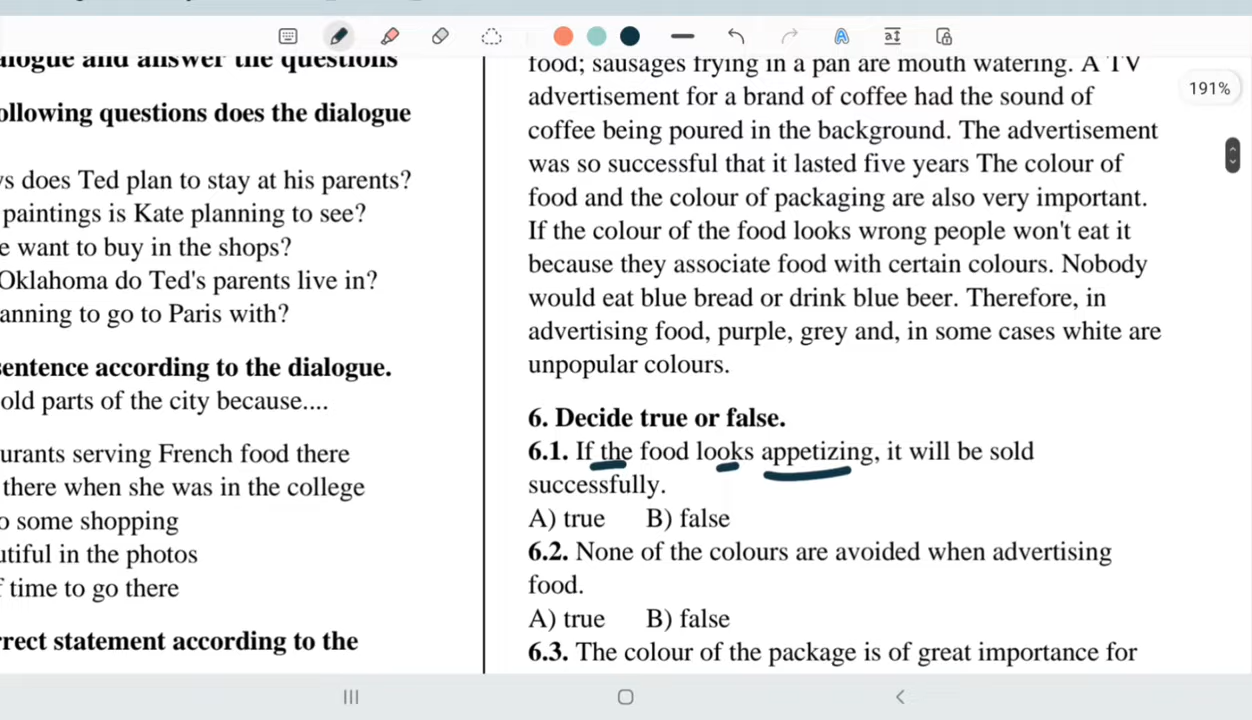 alogue and answer the questions
ollowing questions does the dialogue
s does Ted plan to stay at his parents?
paintings is Kate planning to see?
e want to buy in the shops?
Oklahoma do Ted's parents live in?
anning to go to Paris with?
sentence according to the dialogue.
old parts of the city because....
urants serving French food there
there when she was in the college
o some shopping
utiful in the photos
f time to go there
rrect statement according to the
food; sausages frying in a pan are mouth watering. A TV
advertisement for a brand of coffee had the sound of
coffee being poured in the background. The advertisement
was so successful that it lasted five years The colour of
food and the colour of packaging are also very important.
If the colour of the food looks wrong people won't eat it
because they associate food with certain colours. Nobody
would eat blue bread or drink blue beer. Therefore, in
advertising food, purple, grey and, in some cases white are
unpopular colours.
6. Decide true or false.
6.1. If the food looks appetizing, it will be sold
successfully.
A) true B) false
6.2. None of the colours are avoided when advertising
food.
A) true B) false
6.3. The colour of the package is of great importance for
191%